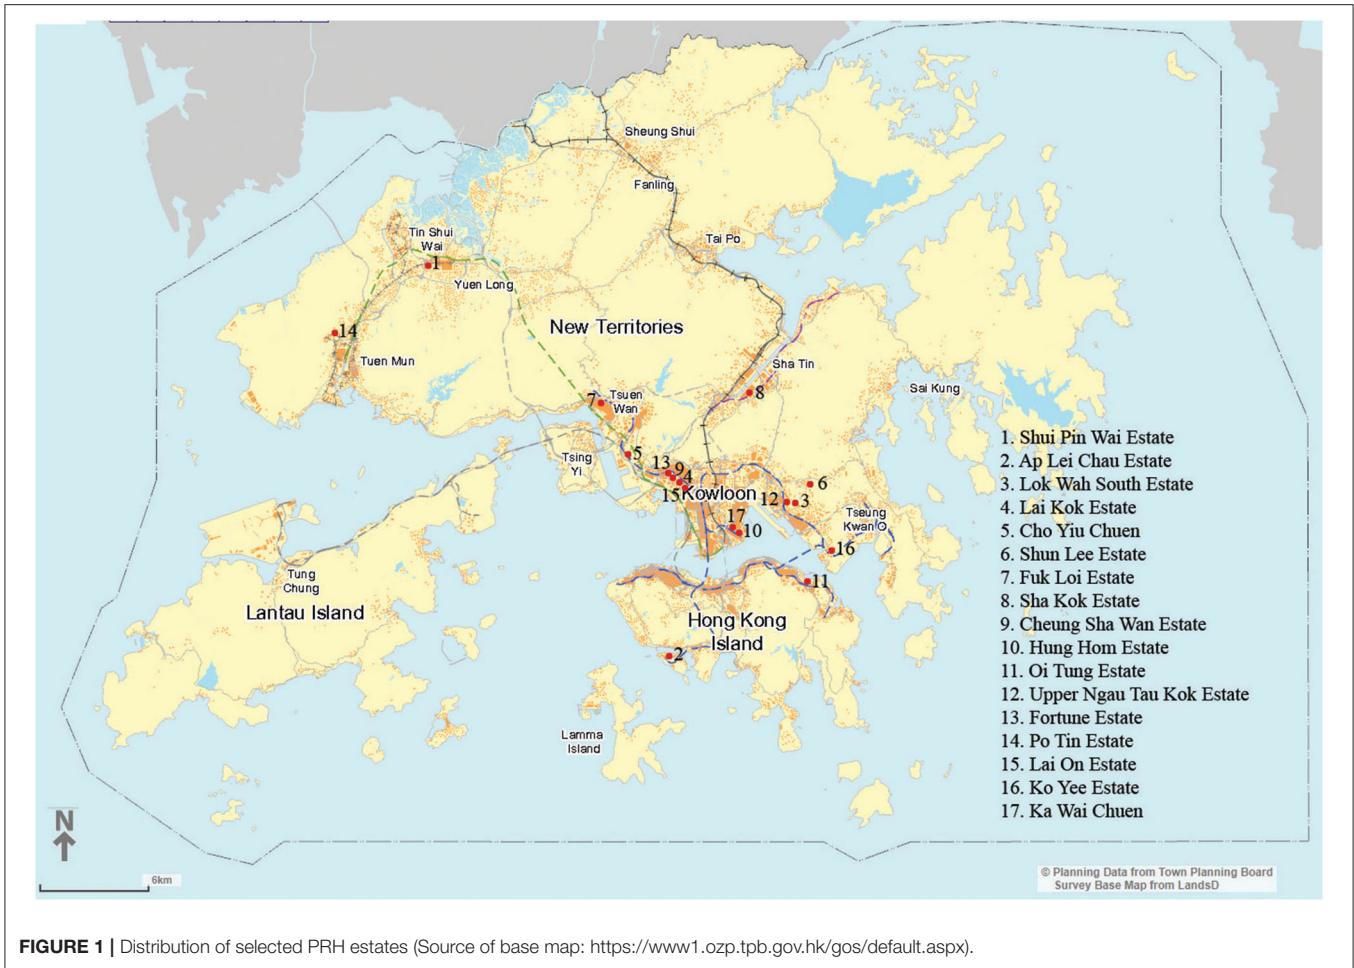 Sheung Shui
Fanling
Tai Po
Tin Shui
Wai
1
Yuen Long
14
Tuen Mun
New Territories
Sha Tin
8
Sai Kung
7
Tsuen
Wan
Tsing
Yi
5
13
9
4
15
Kowloon
6
12
3
Tseung
Kwan O
17
10
16
11
Tung
Chung
Lantau Island
Hong Kong
Island
2
Lamma
Island
1. Shui Pin Wai Estate
2. Ap Lei Chau Estate
3. Lok Wah South Estate
4. Lai Kok Estate
5. Cho Yiu Chuen
6. Shun Lee Estate
7. Fuk Loi Estate
8. Sha Kok Estate
9. Cheung Sha Wan Estate
10. Hung Hom Estate
11. Oi Tung Estate
12. Upper Ngau Tau Kok Estate
13. Fortune Estate
14. Po Tin Estate
15. Lai On Estate
16. Ko Yee Estate
17. Ka Wai Chuen
N
6km
© Planning Data from Town Planning Board
Survey Base Map from LandsD
FIGURE 1 | Distribution of selected PRH estates (Source of base map: https://www1.ozp.tpb.gov.hk/gos/default.aspx).